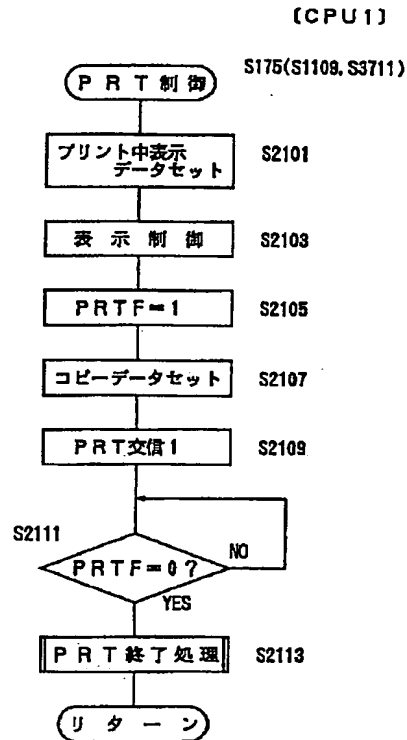 〔CPU1〕
S175(S1109,S3711)
PRT制御
プリント中表示
データセット
S2101
表示制御
S2103
PRTF=1
S2105
コピーデータセット
S2107
PRT交信1
S2109
S2111
PRTF=0?
NO
YES
PRT終了処理
S2113
リターン